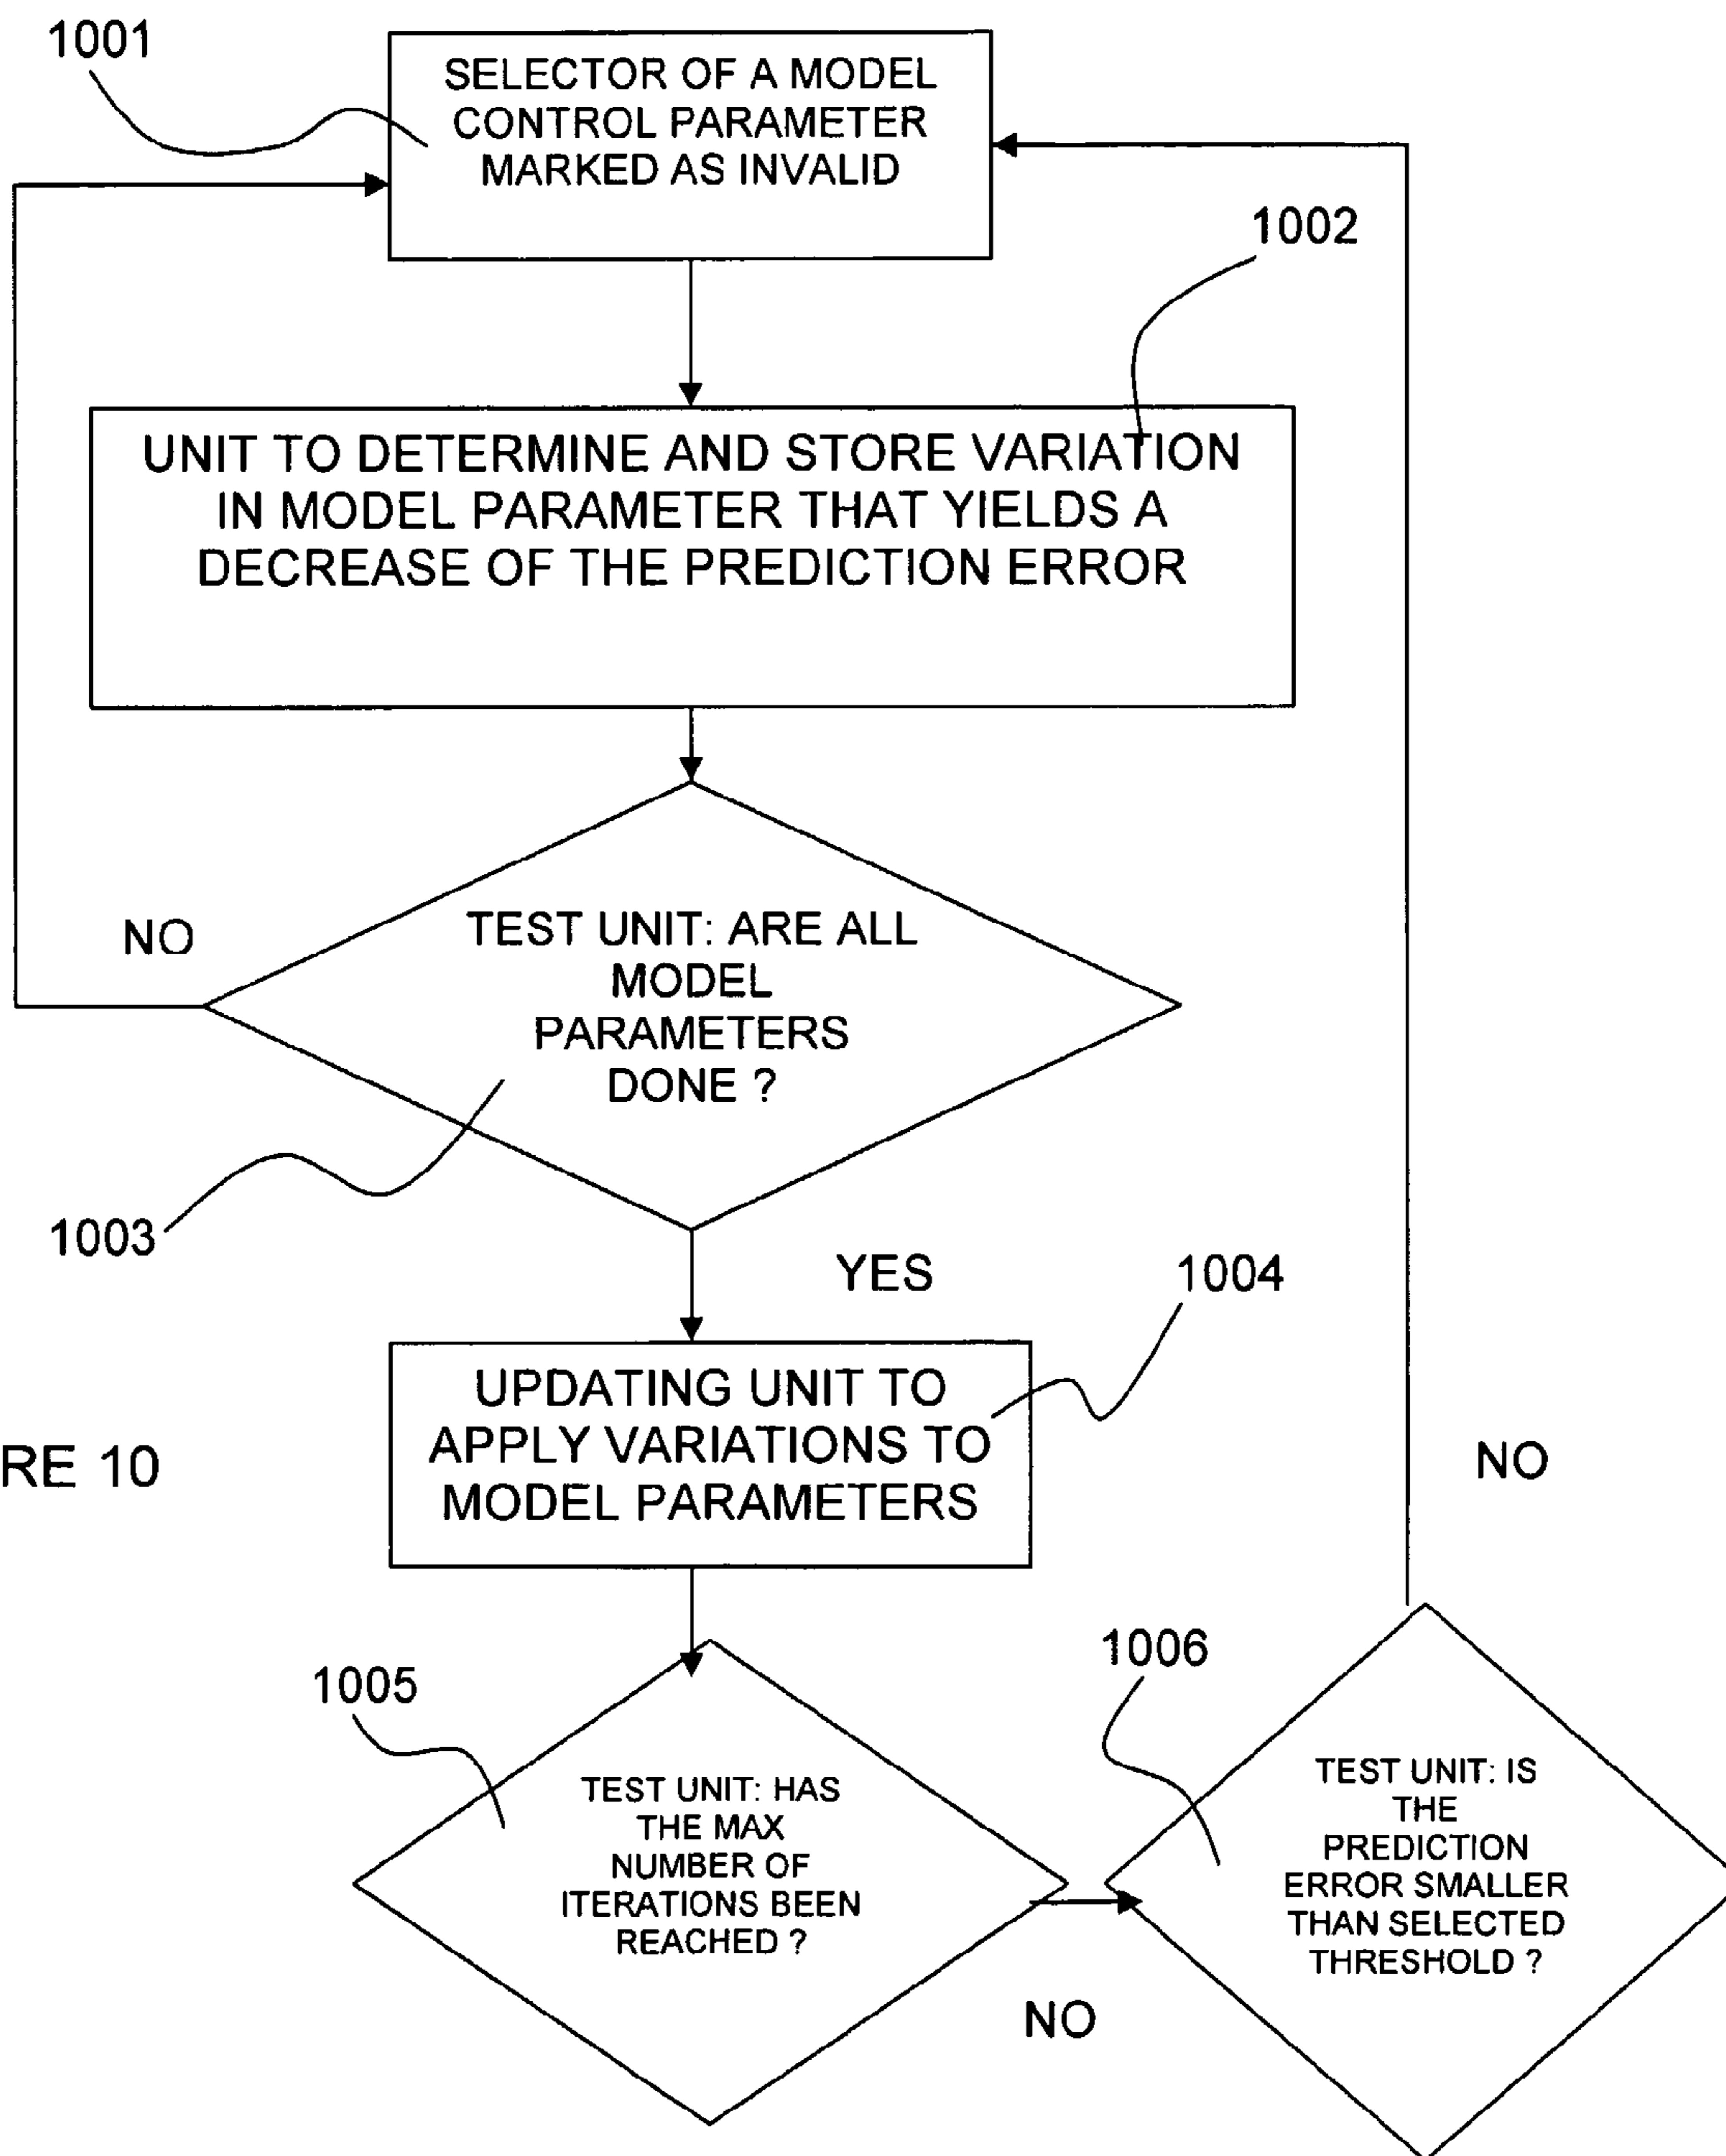 1001
SELECTOR OF A MODEL
CONTROL PARAMETER
MARKED AS INVALID
1002
UNIT TO DETERMINE AND STORE VARIATION
IN MODEL PARAMETER THAT YIELDS A
DECREASE OF THE PREDICTION ERROR
NO
TEST UNIT: ARE ALL
MODEL
PARAMETERS
DONE ?
1003
YES
1004
UPDATING UNIT TO
APPLY VARIATIONS TO
MODEL PARAMETERS
RE 10
NO
1005
1006
TEST UNIT: HAS
THE MAX
NUMBER OF
ITERATIONS BEEN
REACHED ?
TEST UNIT: IS
THE
PREDICTION
ERROR SMALLER
THAN SELECTED
THRESHOLD ?
NO